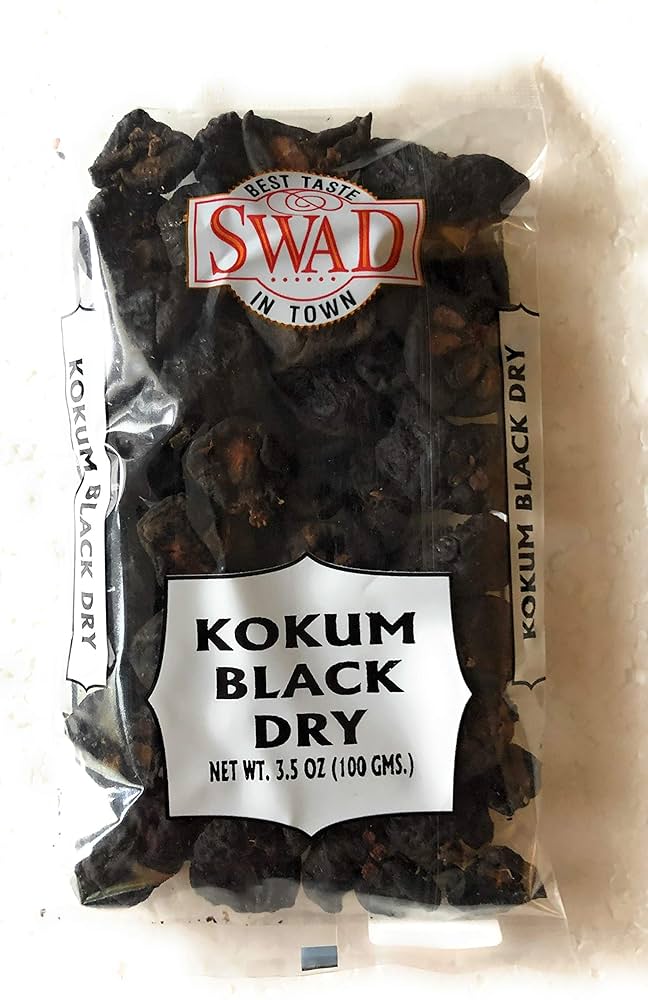 BEST TASTE
SWAD
IN TOWN
KOKUM BLACK DRY
KOKUM BLACK DRY
KOKUM
BLACK
DRY
NET WT. 3.5 OZ (100 GMS.)